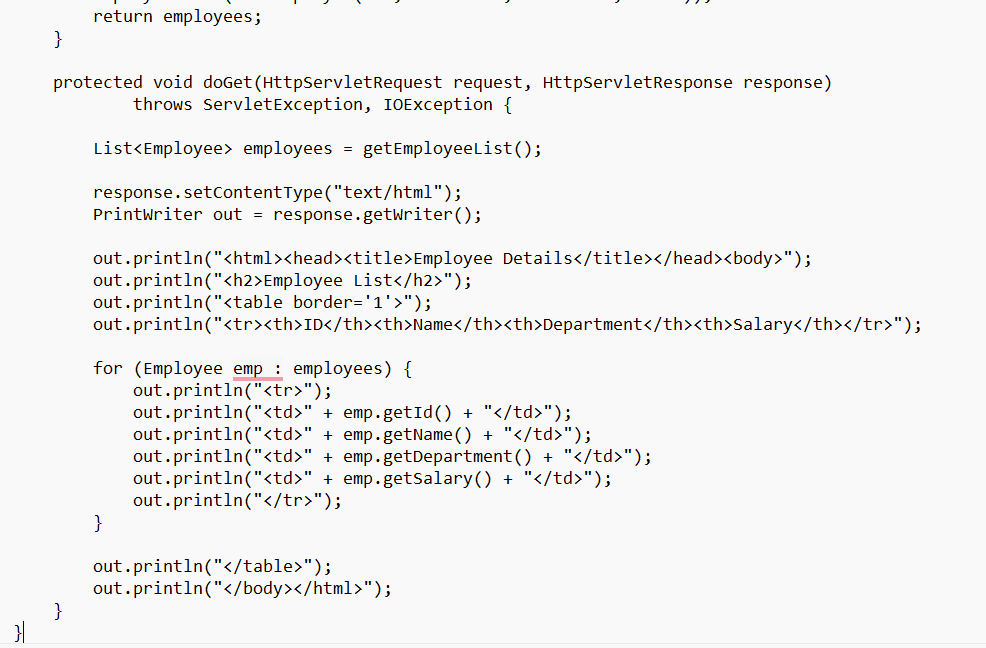 return employees;
}
protected void doGet(HttpServletRequest request, HttpServletResponse response)
throws ServletException, IOException {
List<Employee> employees = getEmployeeList();
response.setContentType("text/html");
PrintWriter out = response.getWriter();
out.println("<html><head><title>Employee Details</title></head><body>");
out.println("<h2>Employee List</h2>");
out.println("<table border='1'>");
out.println("<tr><th>ID</th><th>Name</th><th>Department</th><th>Salary</th></tr>");
for (Employee emp : employees) {
out.println("<tr>");
out.println("<td>" + emp.getId() + "</td>");
out.println("<td>" + emp.getName() + "</td>");
out.println("<td>" + emp.getDepartment() + "</td>");
out.println("<td>" + emp.getSalary() + "</td>");
out.println("</tr>");
}
out.println("</table>");
out.println("</body></html>");
}
}